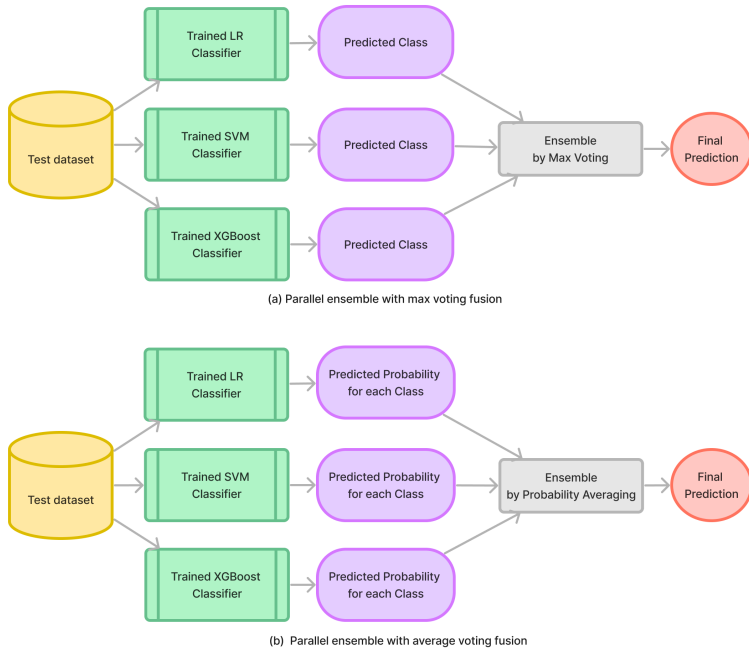 Trained LR
Classifier
Predicted Class
Test dataset
Trained SVM
Classifier
Predicted Class
Ensemble
by Max Voting
Final
Prediction
Trained XGBoost
Classifier
Predicted Class
(a) Parallel ensemble with max voting fusion
Trained LR
Classifier
Predicted Probability
for each Class
Test dataset
Trained SVM
Classifier
Predicted Probability
for each Class
Ensemble
by Probability Averaging
Final
Prediction
Trained XGBoost
Classifier
Predicted Probability
for each Class
(b) Parallel ensemble with average voting fusion